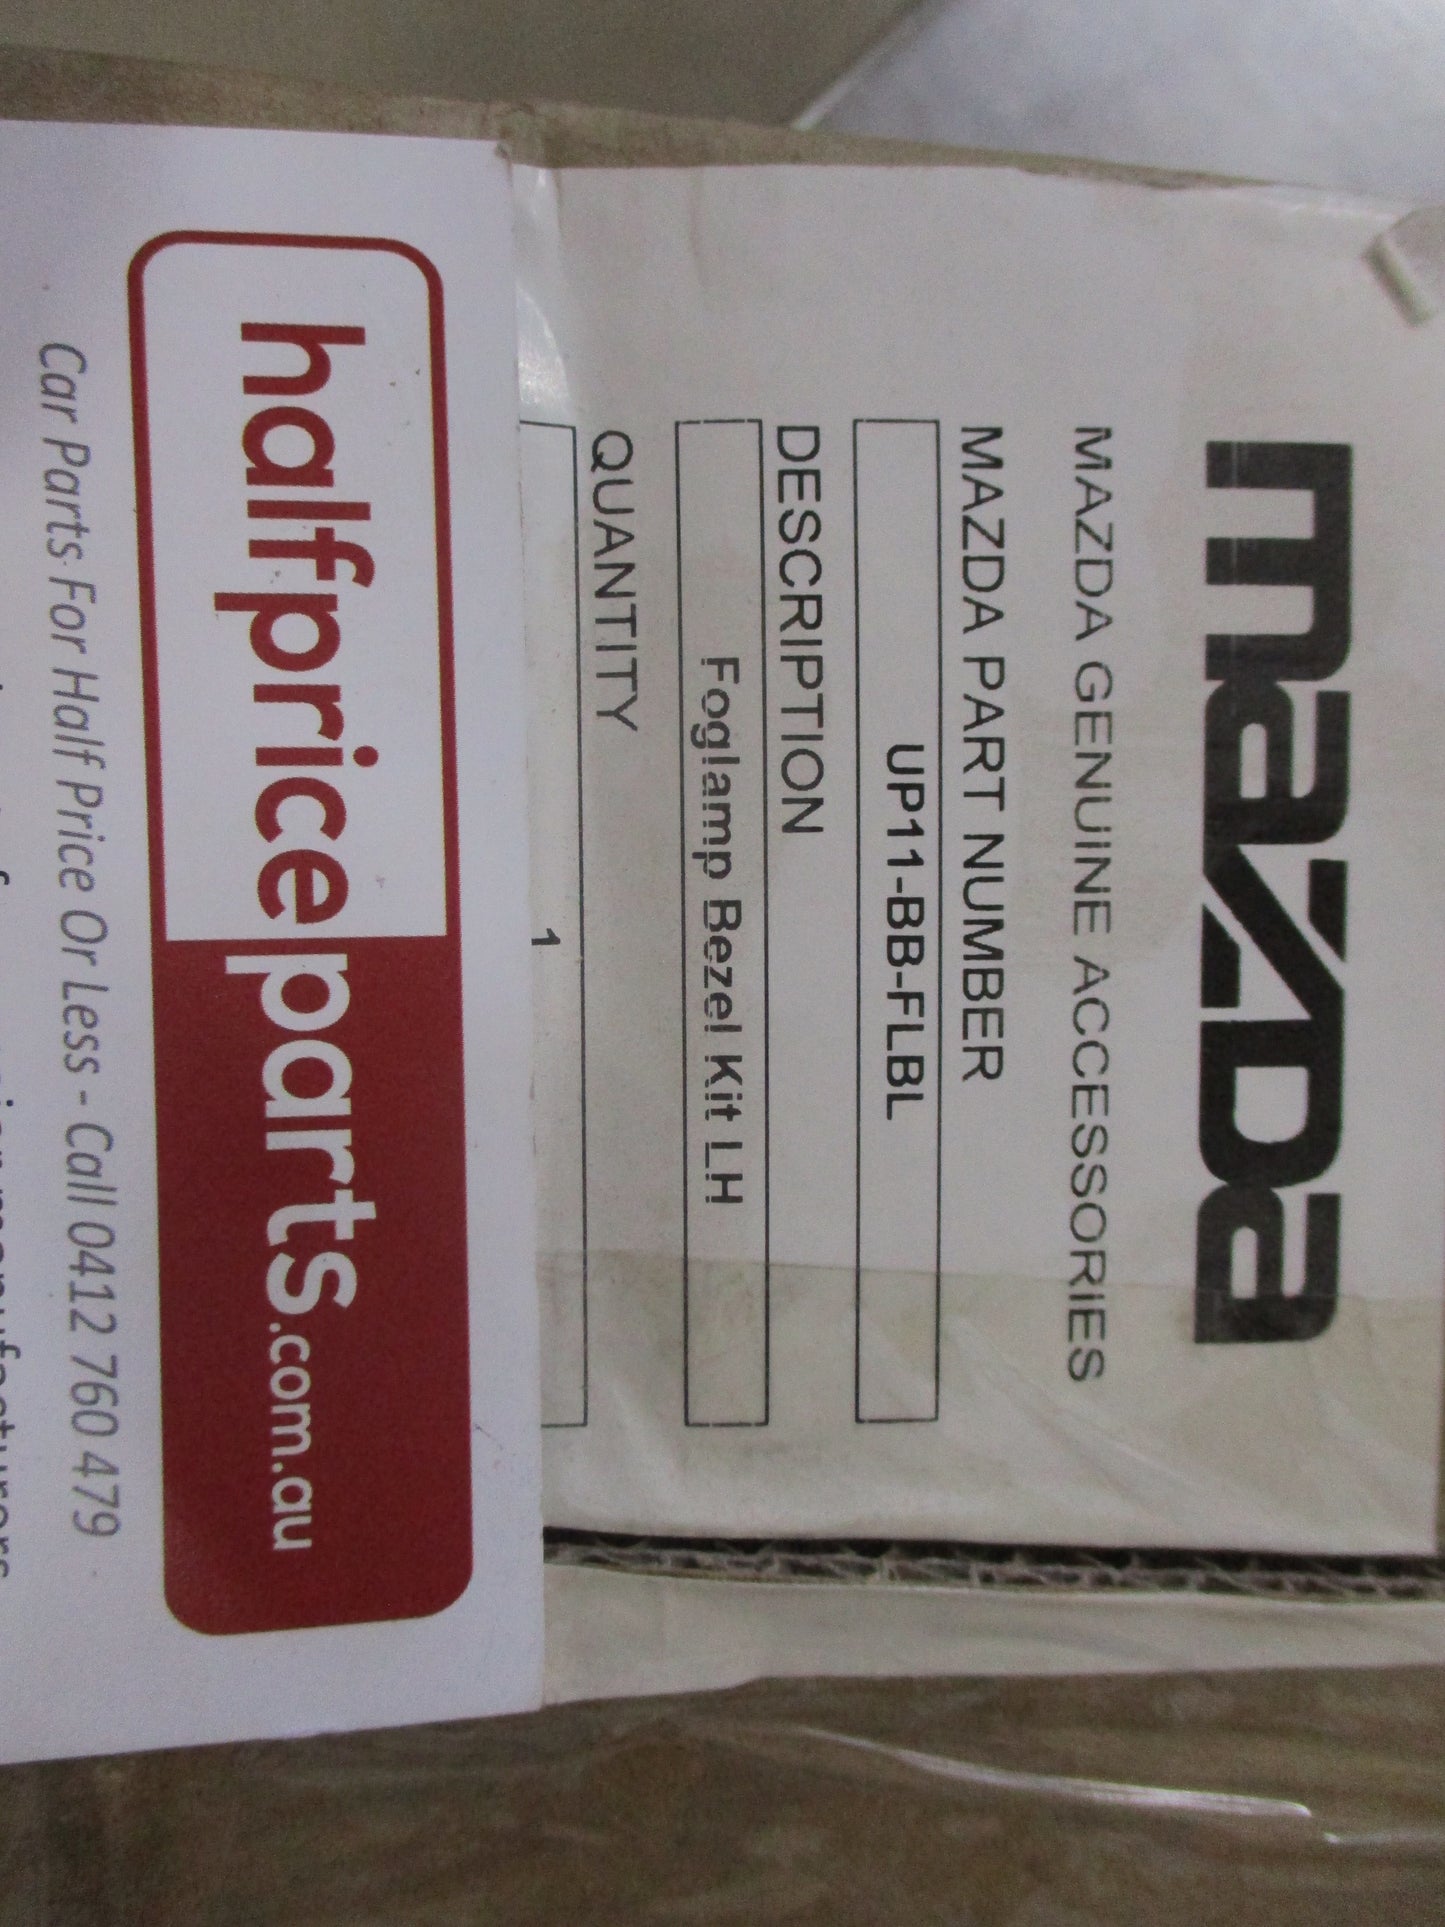 mazda
MAZDA GENUINE ACCESSORIES
MAZDA PART NUMBER
UP11-BB-FLBL
DESCRIPTION
Foglamp Bezel Kit LH
QUANTITY
1
halfpriceparts.com.au
Car Parts For Half Price Or Less - Call 0412 760 479